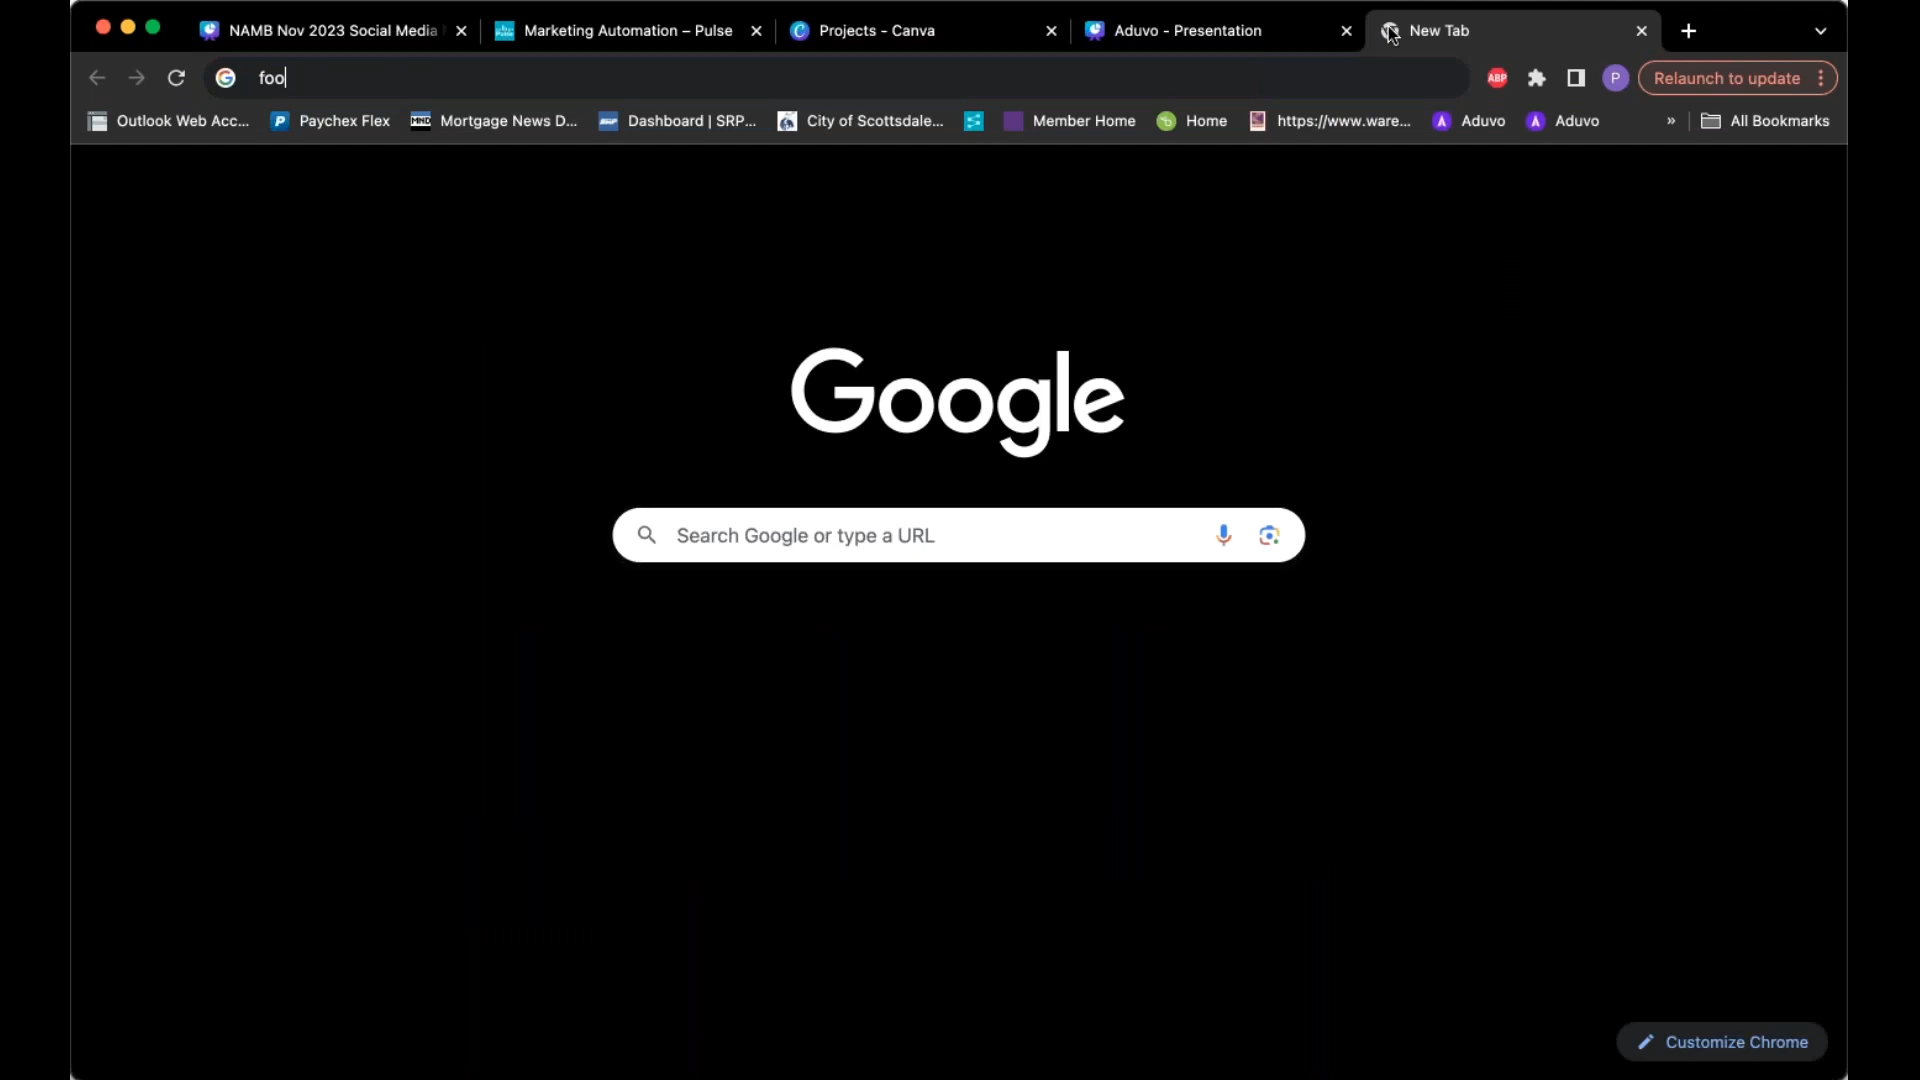 NAMB Nov 2023 Social Media
Marketing Automation – Pulse
Projects - Canva
Aduvo - Presentation
New Tab
foo
ABP
P
Relaunch to update
Outlook Web Acc...
Paychex Flex
MND Mortgage News D...
Dashboard | SRP...
City of Scottsdale...
Member Home
Home
https://www.ware...
Aduvo
Aduvo
»
All Bookmarks
Google
Search Google or type a URL
Customize Chrome